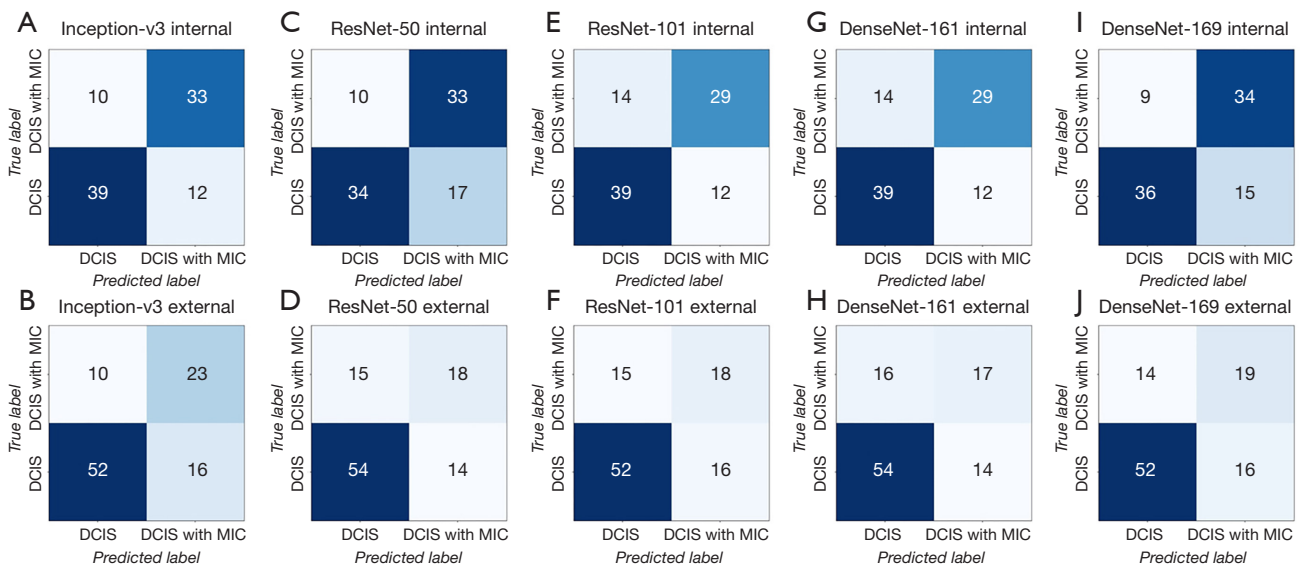 A Inception-v3 internal
True label
DCIS with MIC
DCIS
10 33
39 12
DCIS DCIS with MIC
Predicted label
C ResNet-50 internal
True label
DCIS with MIC
DCIS
10 33
34 17
DCIS DCIS with MIC
Predicted label
E ResNet-101 internal
True label
DCIS with MIC
DCIS
14 29
39 12
DCIS DCIS with MIC
Predicted label
G DenseNet-161 internal
True label
DCIS with MIC
DCIS
14 29
39 12
DCIS DCIS with MIC
Predicted label
I DenseNet-169 internal
True label
DCIS with MIC
DCIS
9 34
36 15
DCIS DCIS with MIC
Predicted label
B Inception-v3 external
True label
DCIS with MIC
DCIS
10 23
52 16
DCIS DCIS with MIC
Predicted label
D ResNet-50 external
True label
DCIS with MIC
DCIS
15 18
54 14
DCIS DCIS with MIC
Predicted label
F ResNet-101 external
True label
DCIS with MIC
DCIS
15 18
52 16
DCIS DCIS with MIC
Predicted label
H DenseNet-161 external
True label
DCIS with MIC
DCIS
16 17
54 14
DCIS DCIS with MIC
Predicted label
J DenseNet-169 external
True label
DCIS with MIC
DCIS
14 19
52 16
DCIS DCIS with MIC
Predicted label